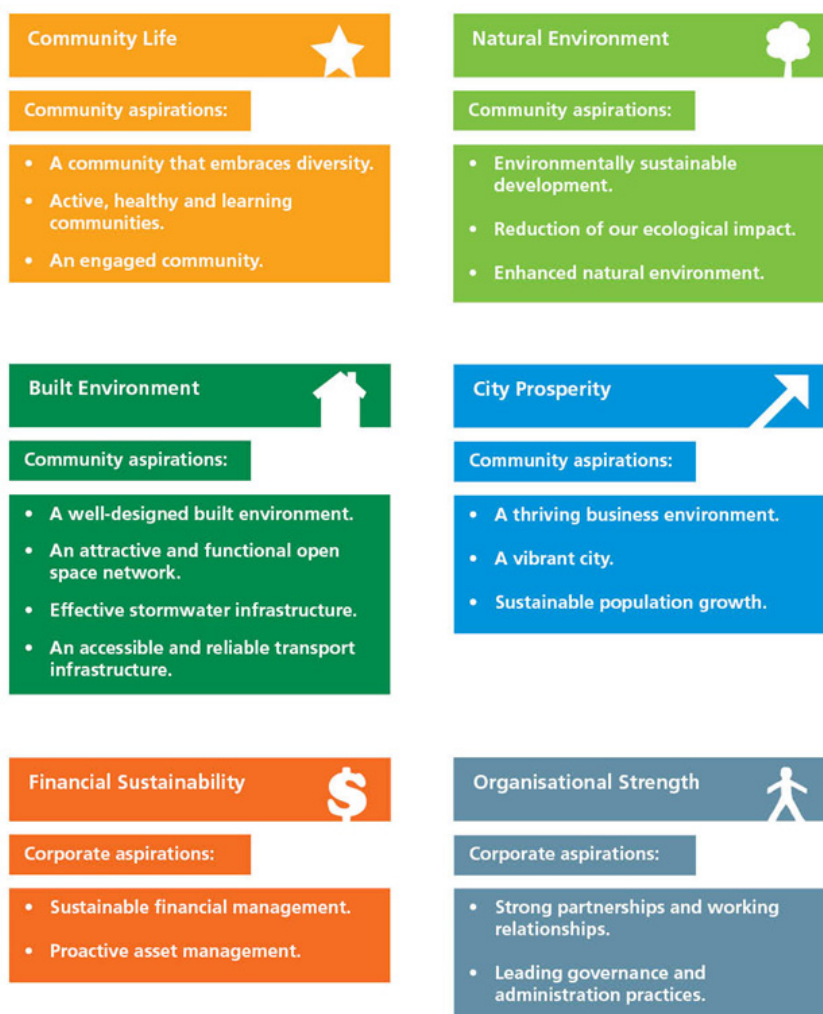 Community Life
Community aspirations:
• A community that embraces diversity.
• Active, healthy and learning
communities.
• An engaged community.
Natural Environment
Community aspirations:
• Environmentally sustainable
development.
• Reduction of our ecological impact.
• Enhanced natural environment.
Built Environment
Community aspirations:
• A well-designed built environment.
• An attractive and functional open
space network.
• Effective stormwater infrastructure.
• An accessible and reliable transport
infrastructure.
City Prosperity
Community aspirations:
• A thriving business environment.
• A vibrant city.
• Sustainable population growth.
Financial Sustainability
$
Corporate aspirations:
• Sustainable financial management.
• Proactive asset management.
Organisational Strength
Corporate aspirations:
• Strong partnerships and working
relationships.
• Leading governance and
administration practices.